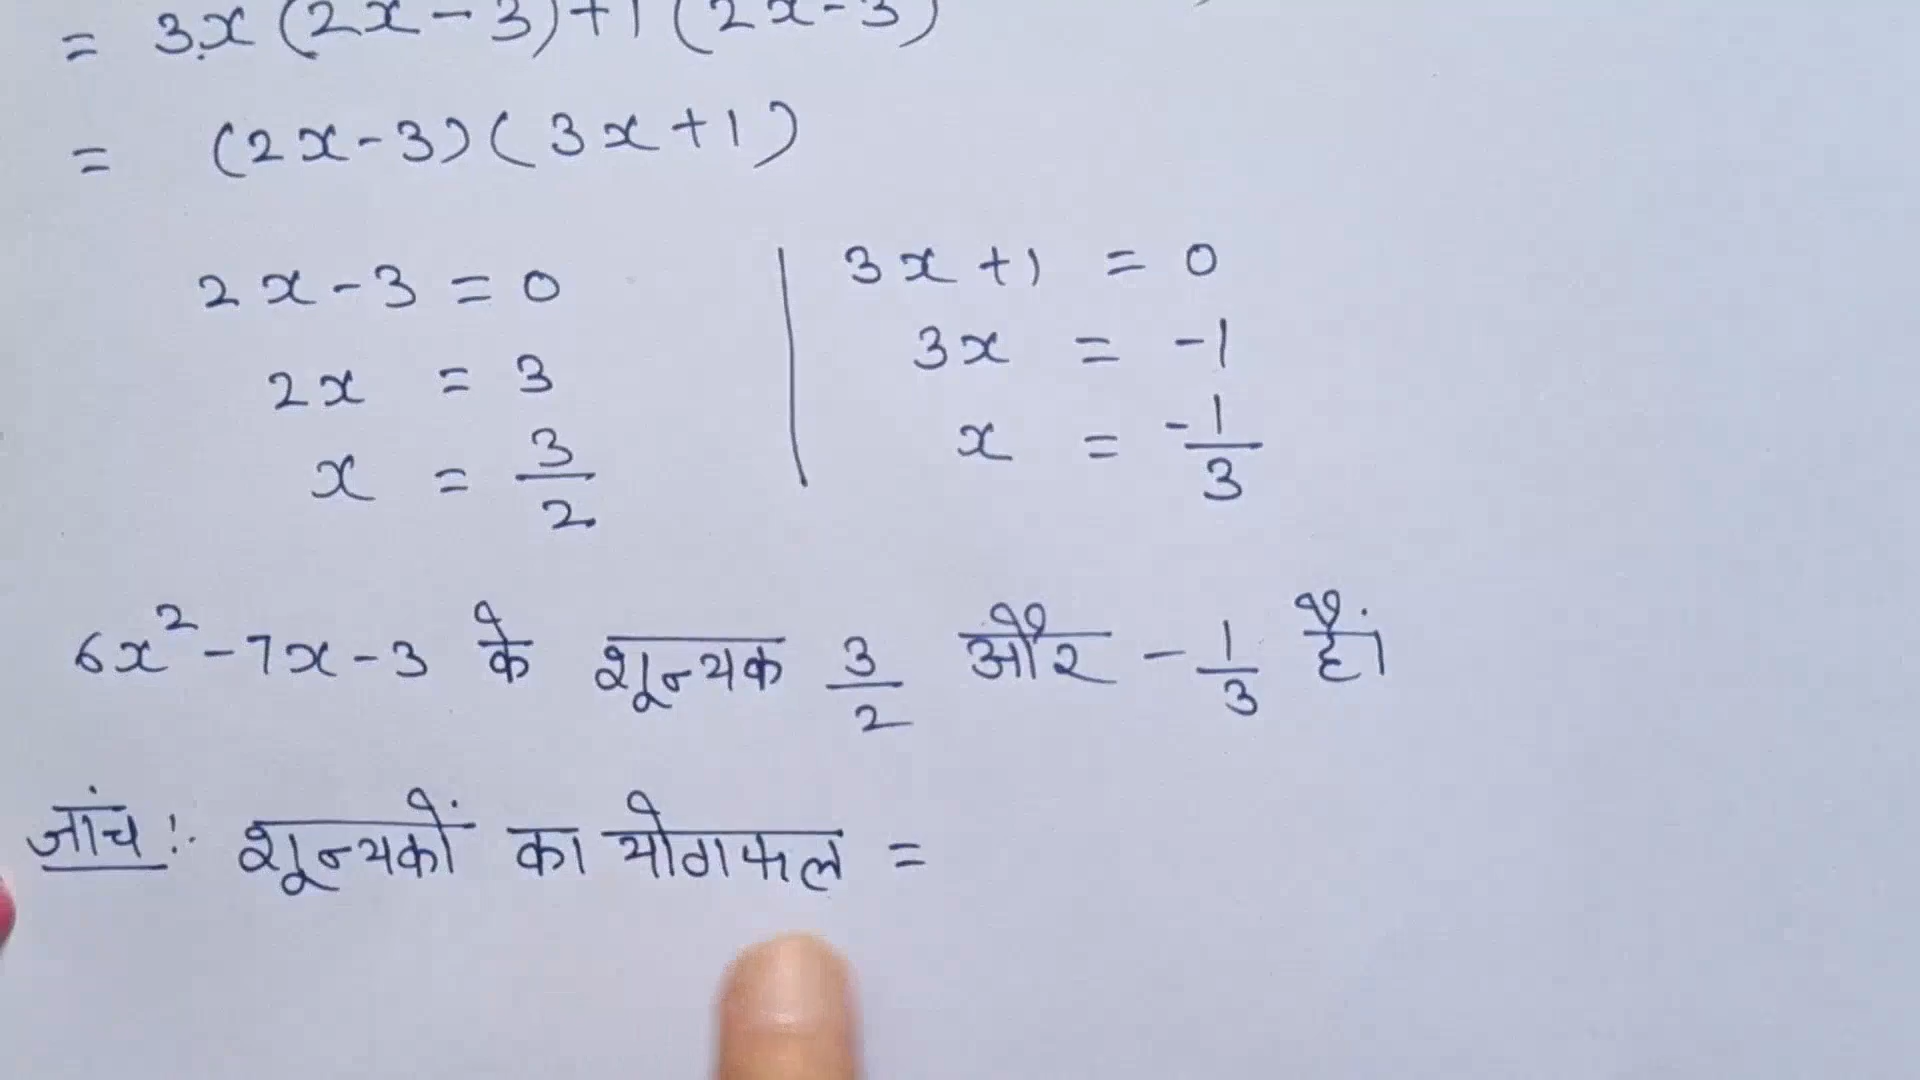 = 3x(2x-3)+1(2x-3)
= (2x-3)(3x+1)
2x-3=0
2x = 3
x = 3/2
3x+1 = 0
3x = -1
x = -1/3
6x²-7x-3 के शून्यक 3/2 और -1/3 हैं।
जांच :- शून्यकों का योगफल =